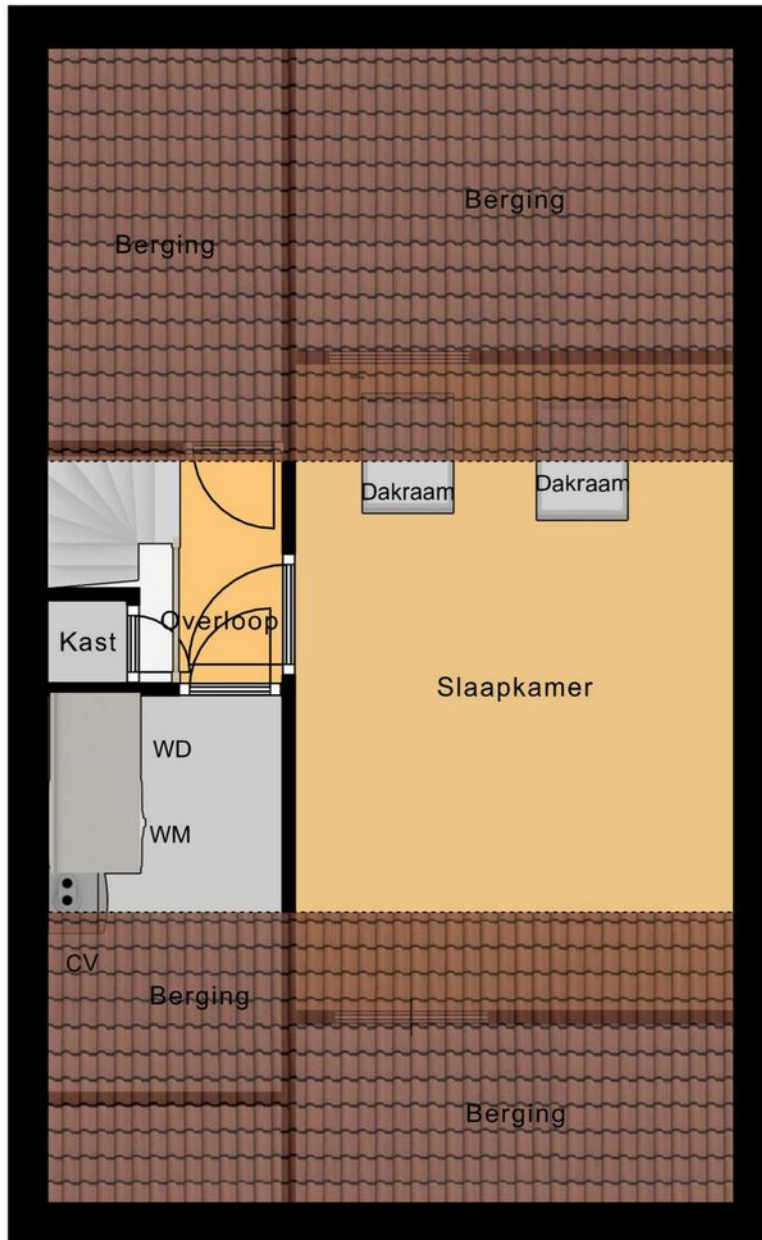 Berging
Berging
Dakraam
Dakraam
Overloop
Kast
Slaapkamer
WD
WM
CV
Berging
Berging